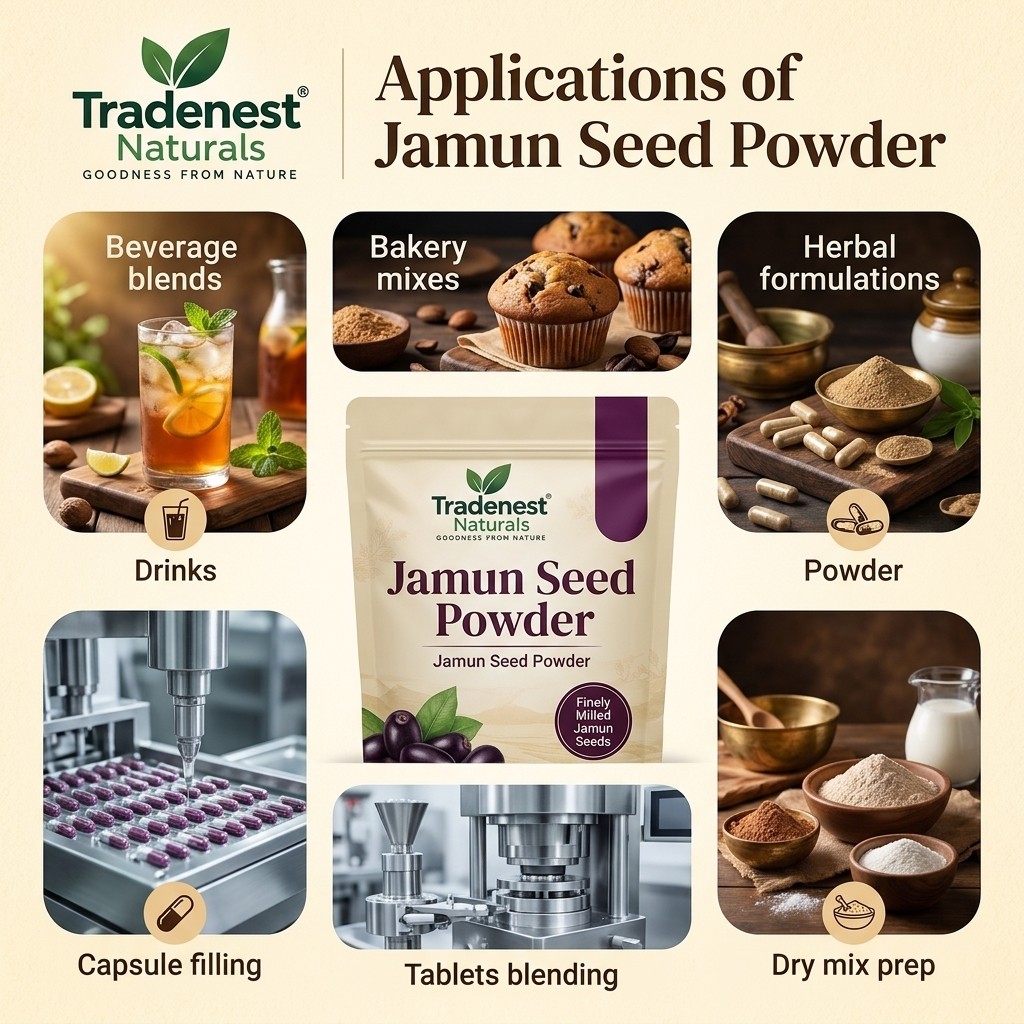 Tradenest®
Naturals
GOODNESS FROM NATURE
Applications of
Jamun Seed Powder
Beverage
blends
Drinks
Bakery
mixes
Herbal
formulations
Powder
Tradenest®
Naturals
GOODNESS FROM NATURE
Jamun Seed
Powder
Jamun Seed Powder
Finely
Milled
Jamun
Seeds
Capsule filling
Tablets blending
Dry mix prep